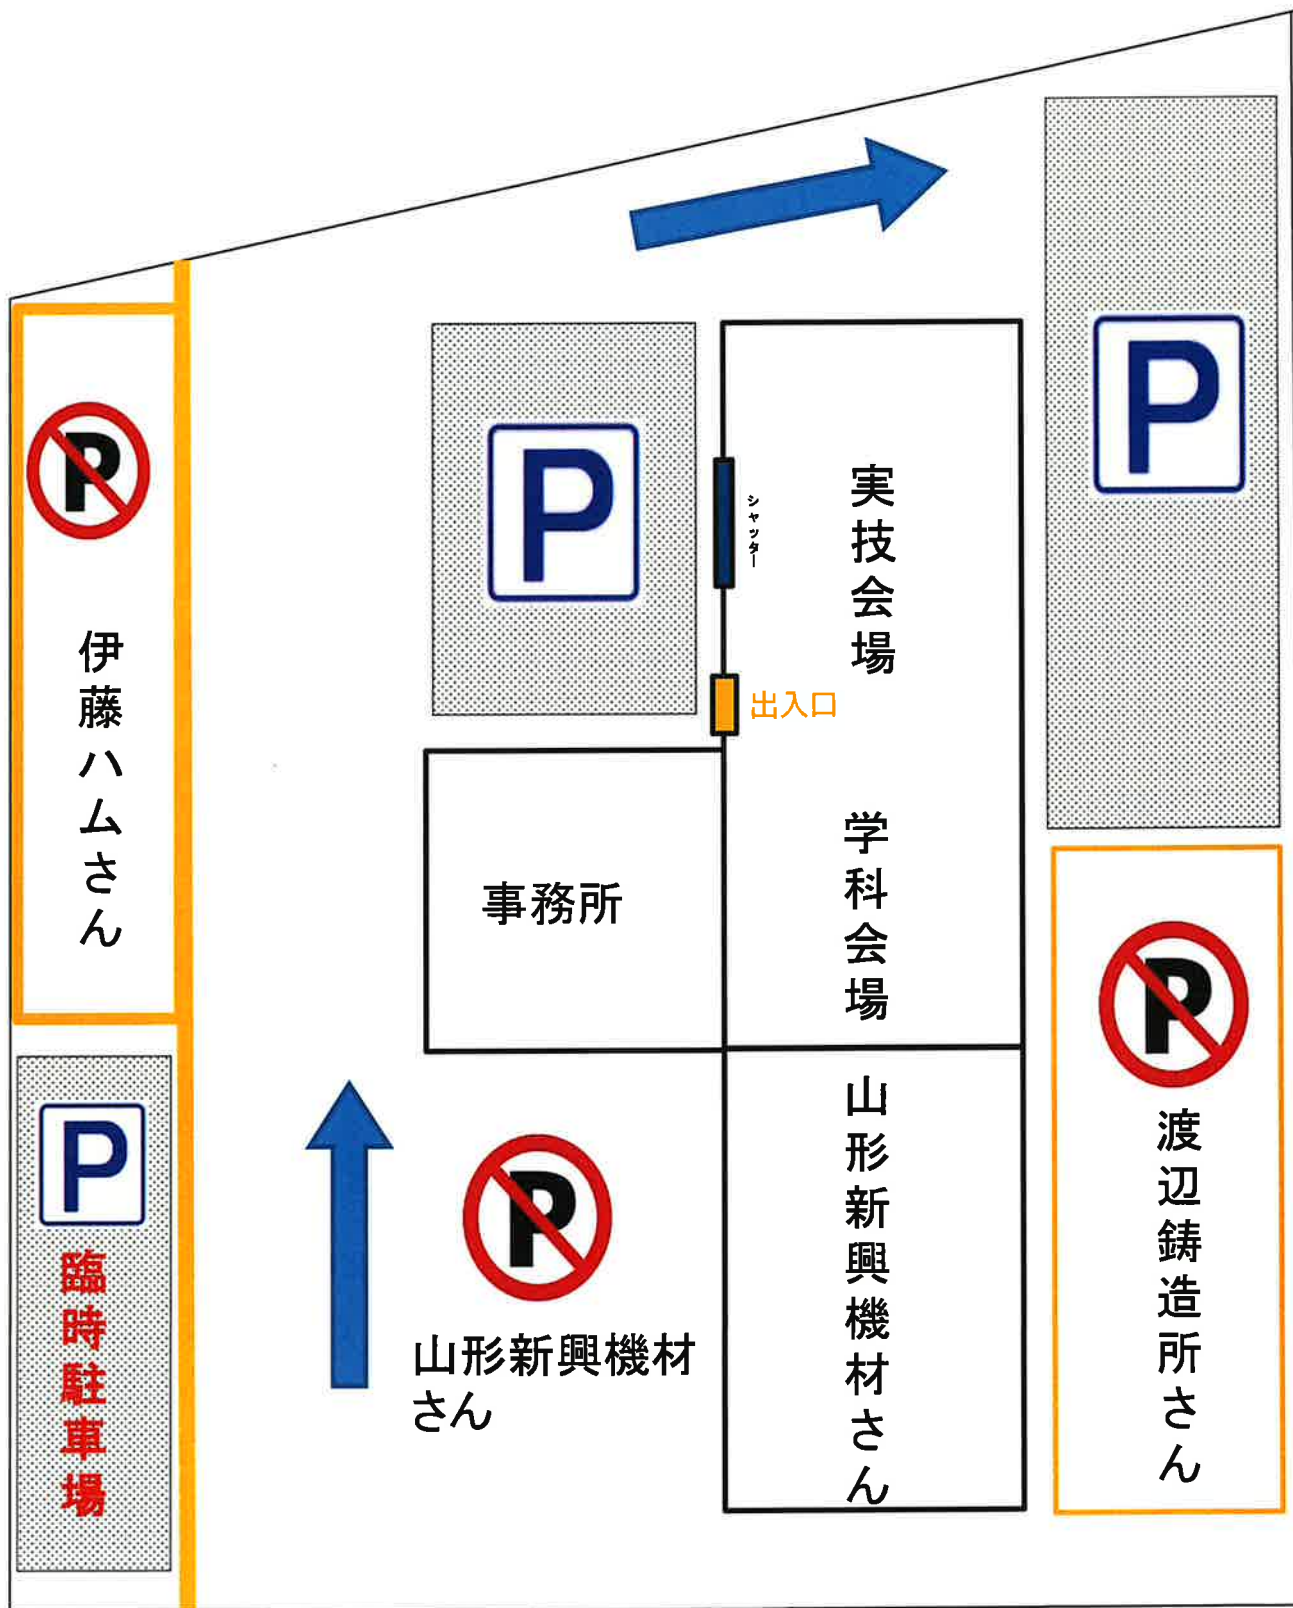 P
P
P
シャッター
実技会場
伊藤ハムさん
出入口
学科会場
事務所
P
P
臨時駐車場
P
山形新興機材
さん
山形新興機材さん
渡辺鋳造所さん